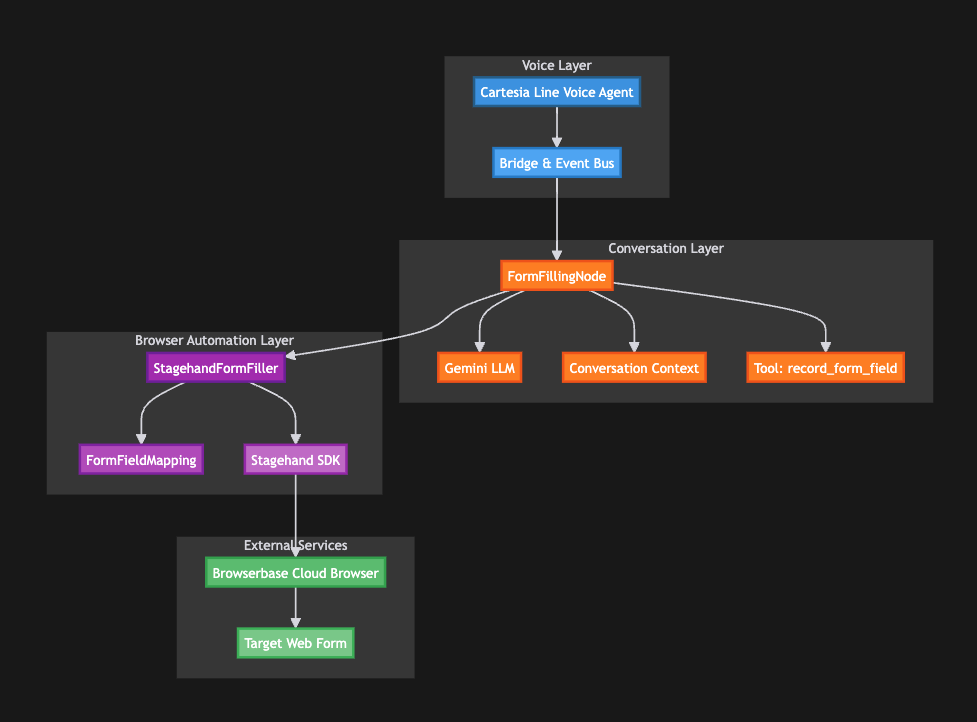 Voice Layer
Cartesia Line Voice Agent
Bridge & Event Bus
Conversation Layer
FormFillingNode
Gemini LLM
Conversation Context
Tool: record_form_field
Browser Automation Layer
StagehandFormFiller
FormFieldMapping
Stagehand SDK
External Services
Browserbase Cloud Browser
Target Web Form